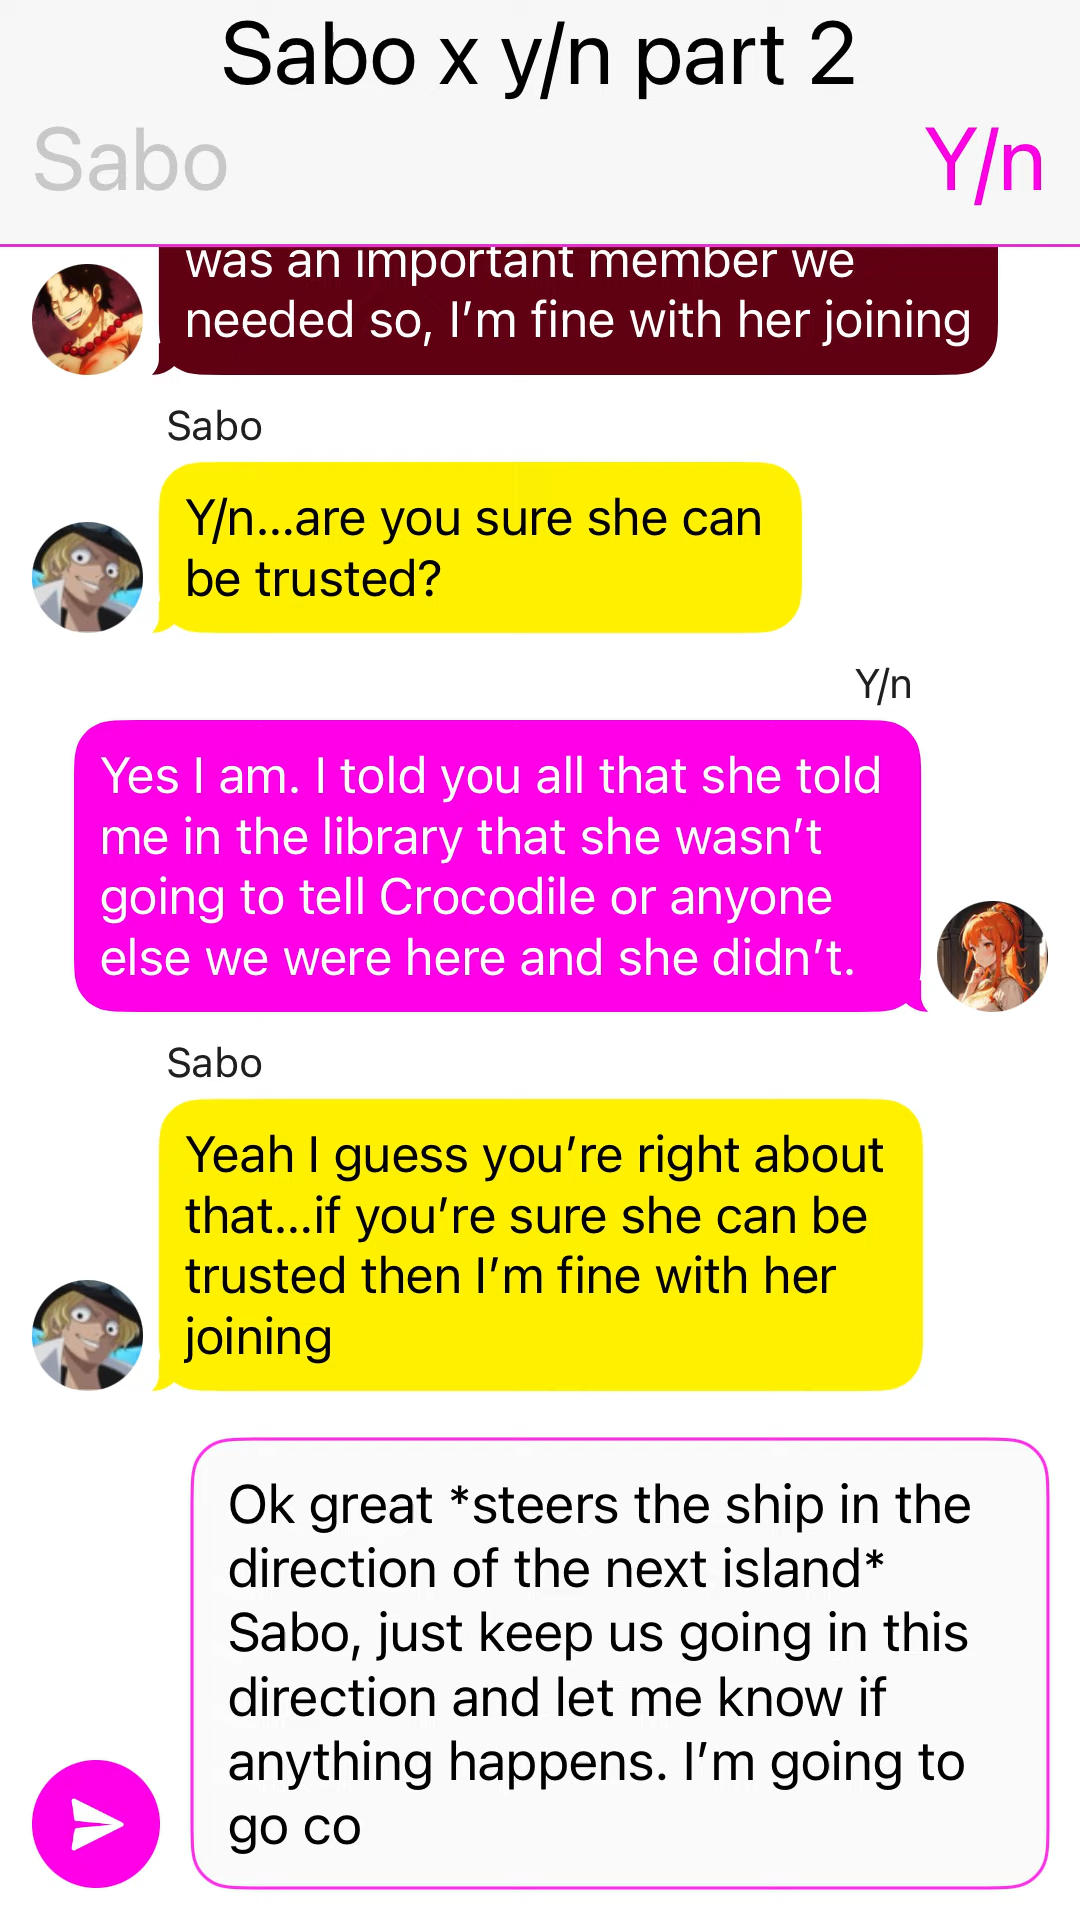 Sabo x y/n part 2
Sabo
Y/n
was an important member we
needed so, I’m fine with her joining
Sabo
Y/n...are you sure she can
be trusted?
Y/n
Yes I am. I told you all that she told
me in the library that she wasn’t
going to tell Crocodile or anyone
else we were here and she didn’t.
Sabo
Yeah I guess you’re right about
that...if you’re sure she can be
trusted then I’m fine with her
joining
Ok great *steers the ship in the
direction of the next island*
Sabo, just keep us going in this
direction and let me know if
anything happens. I’m going to
go co